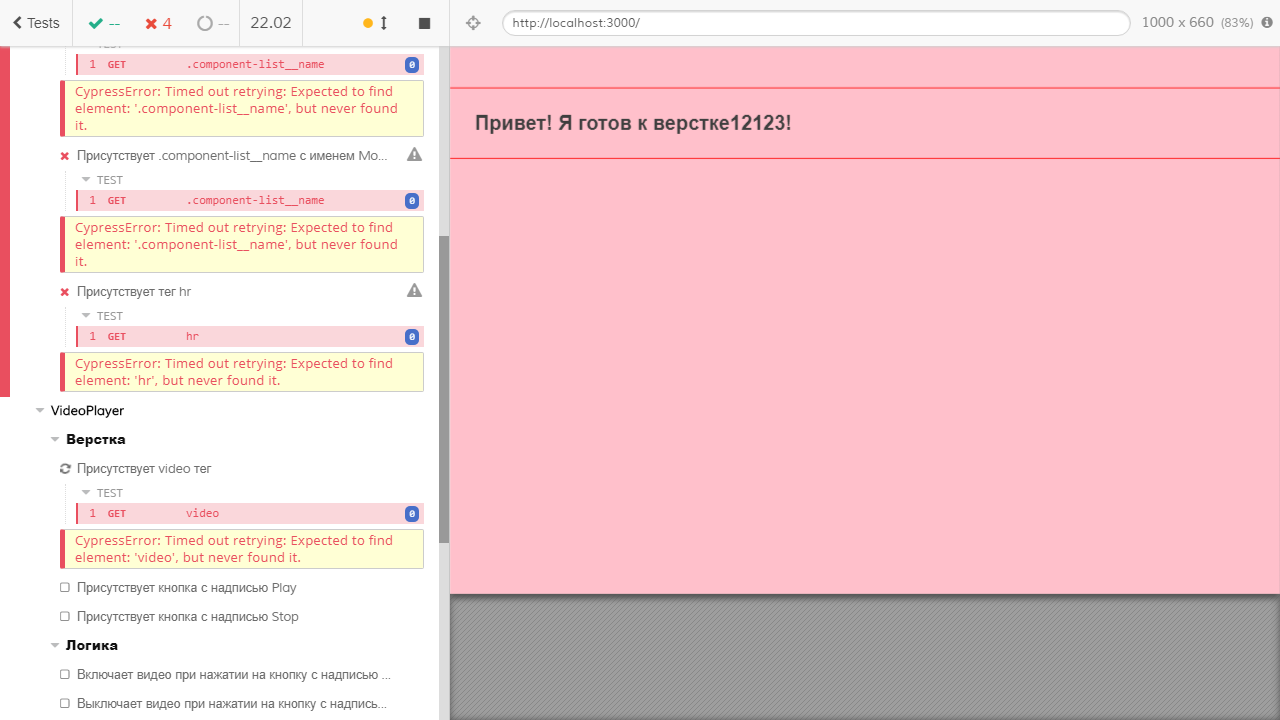 Tests
--
4
--
22.02
http://localhost:3000/
1000 x 660 (83%)
TEST
1 GET .component-list__name 0
CypressError: Timed out retrying: Expected to find
element: '.component-list__name', but never found
it.
Присутствует .component-list__name с именем Mo...
TEST
1 GET .component-list__name 0
CypressError: Timed out retrying: Expected to find
element: '.component-list__name', but never found
it.
Присутствует тег hr
TEST
1 GET hr 0
CypressError: Timed out retrying: Expected to find
element: 'hr', but never found it.
VideoPlayer
Верстка
Присутствует video тег
TEST
1 GET video 0
CypressError: Timed out retrying: Expected to find
element: 'video', but never found it.
Присутствует кнопка с надписью Play
Присутствует кнопка с надписью Stop
Логика
Включает видео при нажатии на кнопку с надписью ...
Выключает видео при нажатии на кнопку с надпись...
Привет! Я готов к верстке12123!